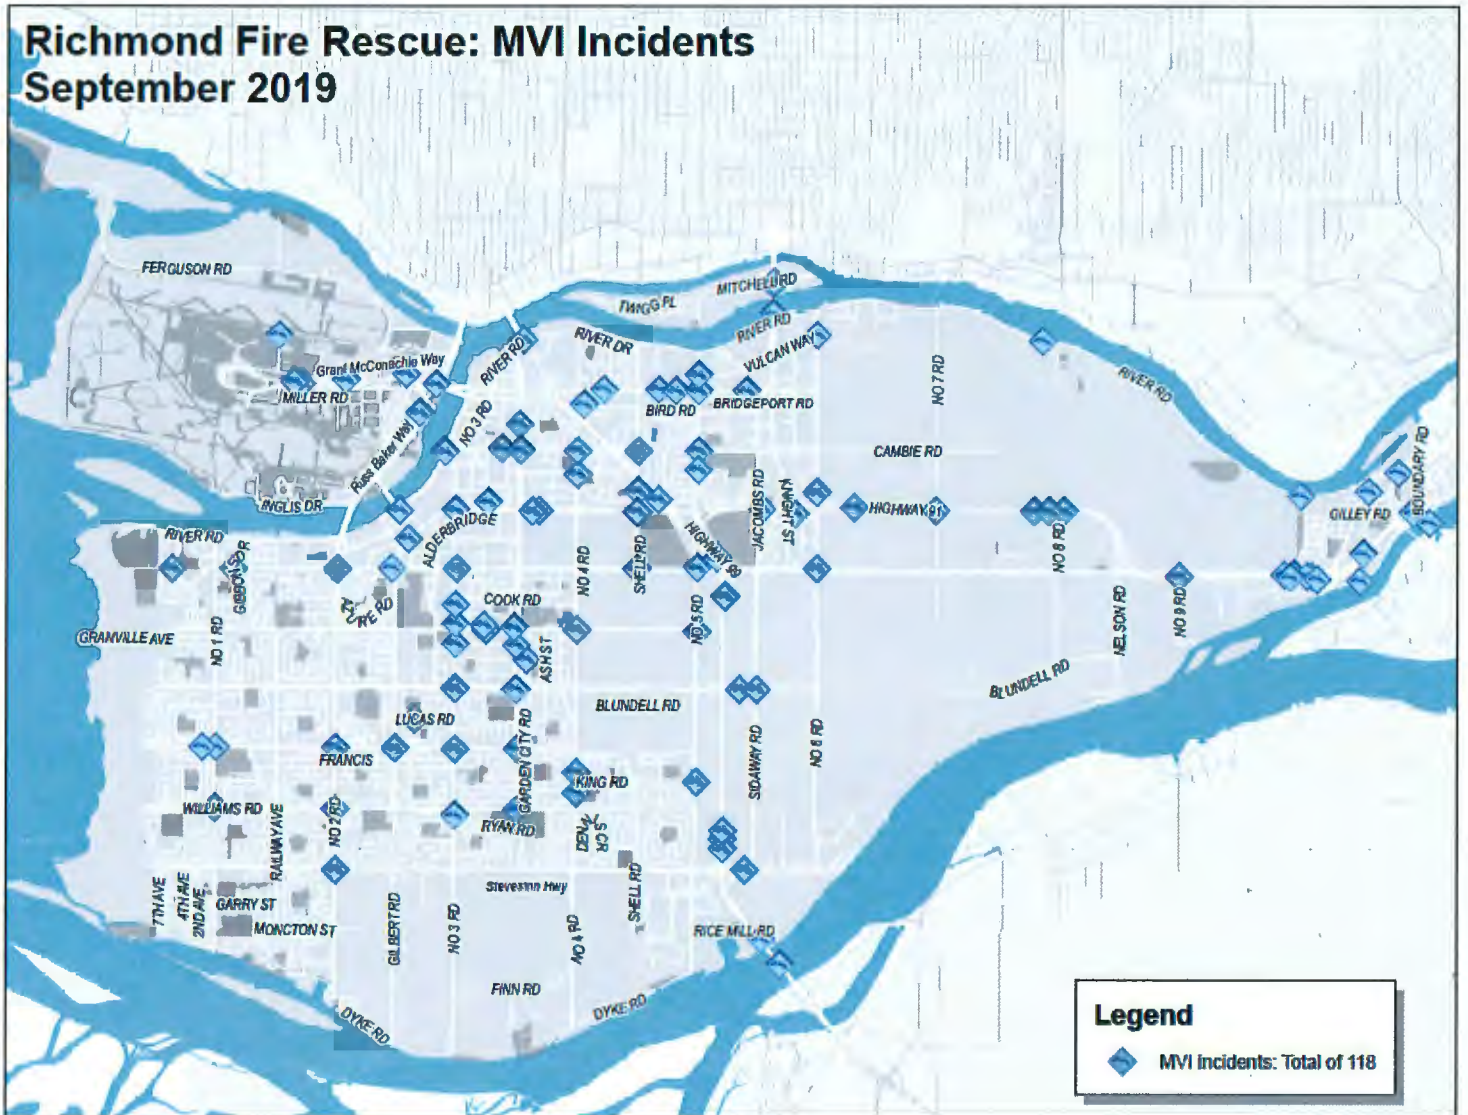 Richmond Fire Rescue: MVI Incidents
September 2019
FERGUSON RD
MITCHELL RD
TWIGG PL
RIVER RD
RIVER DR
VULCAN WAY
RIVER RD
Grant McConachie Way
MILLER RD
BIRD RD
BRIDGEPORT RD
NO 7 RD
RIVER RD
NO 3 RD
Russ Baker Way
CAMBIE RD
BOUNDARY RD
INGLIS DR
ALDERBRIDGE
JACOMBS RD
KNIGHT ST
HIGHWAY 91
GILLEY RD
RIVER RD
HIGHWAY 99
NO 8 RD
GIBBONS DR
NO 4 RD
SHELL RD
AZURE RD
COOK RD
NO 5 RD
NELSON RD
NO 9 RD
GRANVILLE AVE
NO 1 RD
ASH ST
BLUNDELL RD
BLUNDELL RD
LUCAS RD
GARDEN CITY RD
SIDAWAY RD
NO 6 RD
FRANCIS
KING RD
WILLIAMS RD
NO 2 RD
RYAN RD
RAILWAY AVE
7TH AVE
4TH AVE
2ND AVE
GARRY ST
MONCTON ST
Steveston Hwy
SHELL RD
GILBERT RD
NO 3 RD
NO 4 RD
RICE MILL RD
FINN RD
DYKE RD
DYKE RD
Legend
MVI incidents: Total of 118